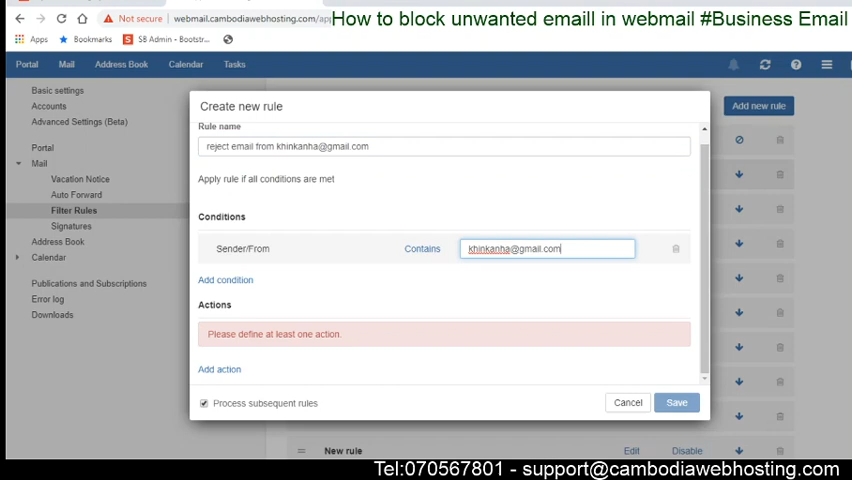 Not secure
webmail.cambodiawebhosting.com/ap
How to block unwanted emaill in webmail #Business Email
Apps
Bookmarks
SB Admin - Bootstr...
Portal
Mail
Address Book
Calendar
Tasks
Basic settings
Accounts
Advanced Settings (Beta)
Portal
Mail
Vacation Notice
Auto Forward
Filter Rules
Signatures
Address Book
Calendar
Publications and Subscriptions
Error log
Downloads
Add new rule
Create new rule
Rule name
reject email from khinkanha@gmail.com
Apply rule if all conditions are met
Conditions
Sender/From
Contains
khinkanha@gmail.com
Add condition
Actions
Please define at least one action.
Add action
Process subsequent rules
Cancel
Save
New rule
Edit
Disable
Tel:070567801 - support@cambodiawebhosting.com